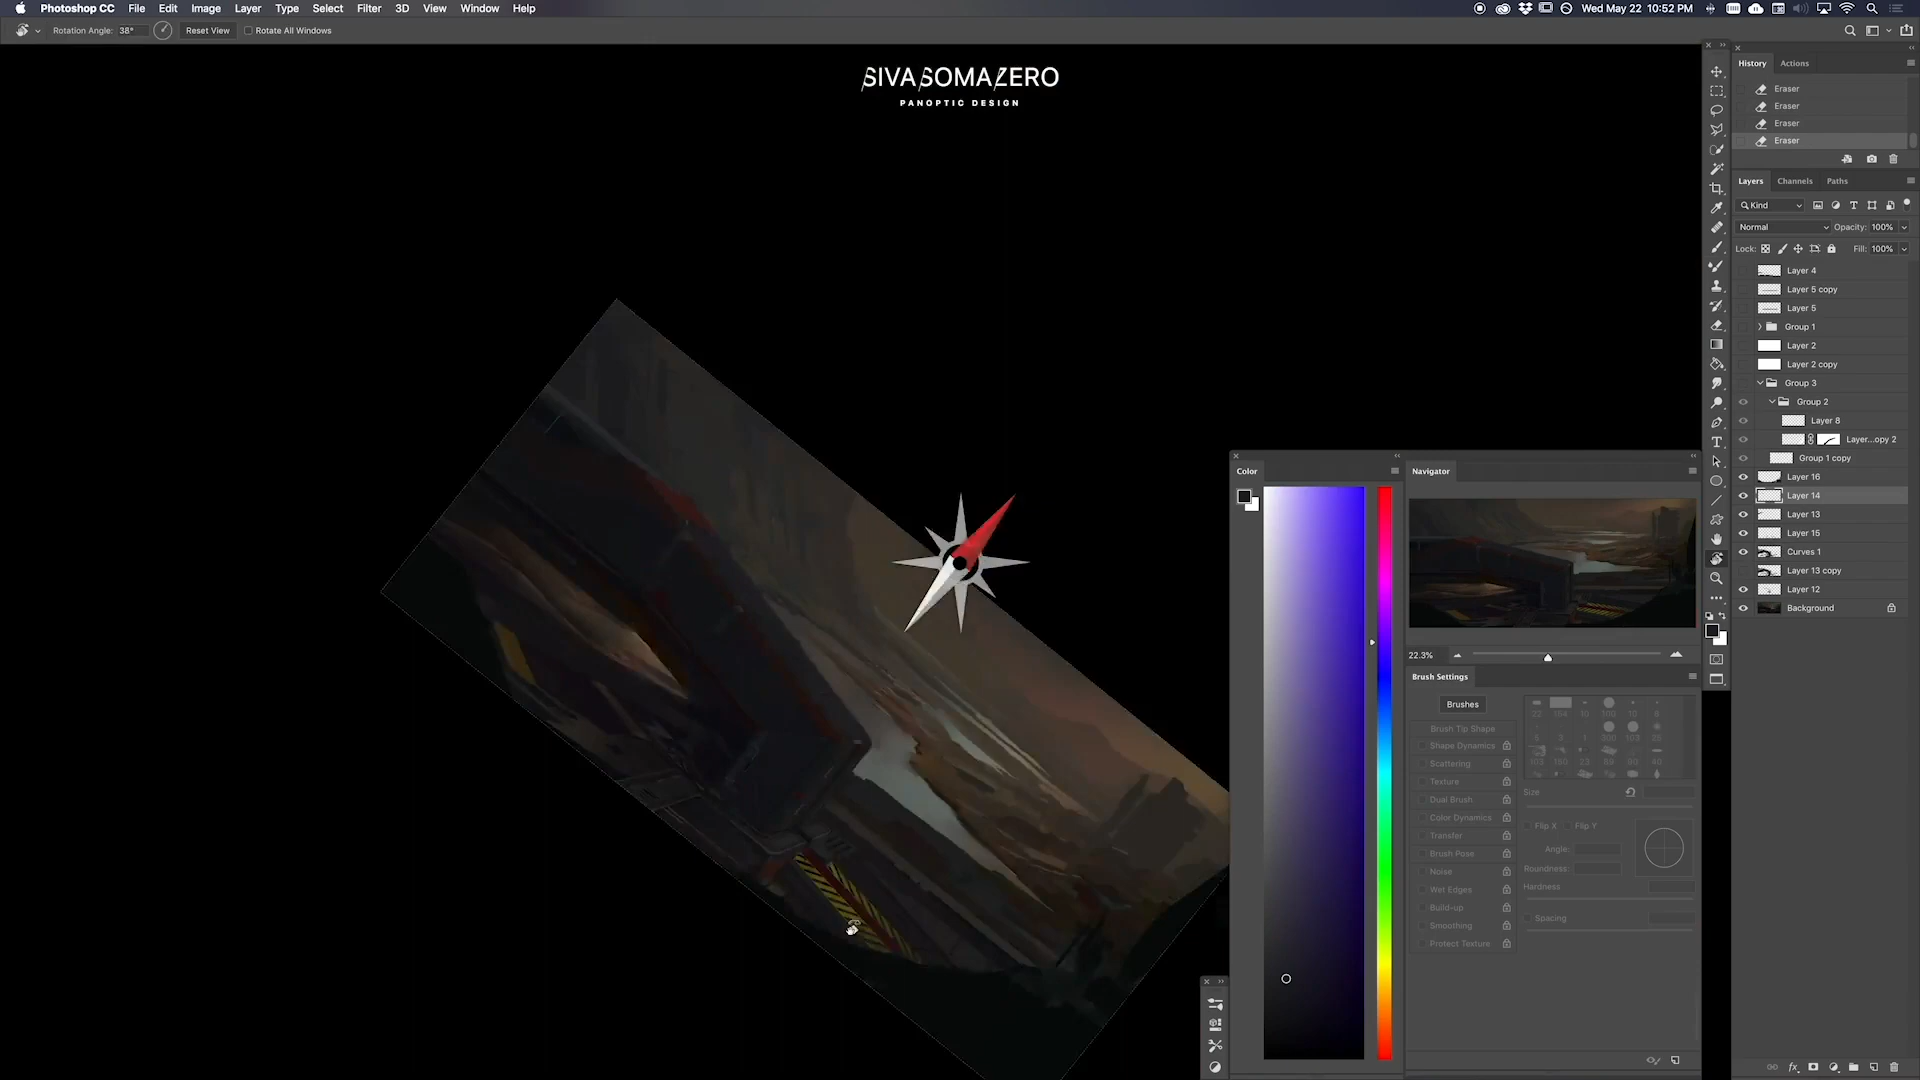 Photoshop CC File Edit Image Layer Type Select Filter 3D View Window Help Wed May 22 10:52 PM
Rotation Angle: 38° Reset View Rotate All Windows
SIVA SOMAZERO
PANOPTIC DESIGN
History Actions
Eraser
Eraser
Eraser
Eraser
Layers Channels Paths
Kind
Normal Opacity: 100%
Lock: Fill: 100%
Layer 4
Layer 5 copy
Layer 5
Group 1
Layer 2
Layer 2 copy
Group 3
Group 2
Layer 8
Layer...opy 2
Group 1 copy
Layer 16
Layer 14
Layer 13
Layer 15
Curves 1
Layer 13 copy
Layer 12
Background
Color
Navigator
22.3%
Brush Settings
Brushes
Brush Tip Shape
Shape Dynamics
Scattering
Texture
Dual Brush
Color Dynamics
Transfer
Brush Pose
Noise
Wet Edges
Build-up
Smoothing
Protect Texture
Size
Flip X Flip Y
Angle:
Roundness:
Hardness
Spacing